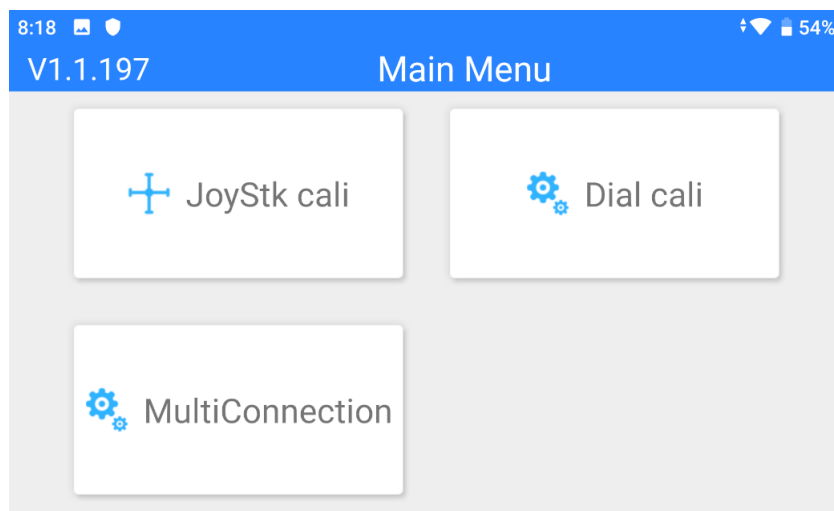 8:18 54%
V1.1.197 Main Menu
JoyStk cali Dial cali
MultiConnection